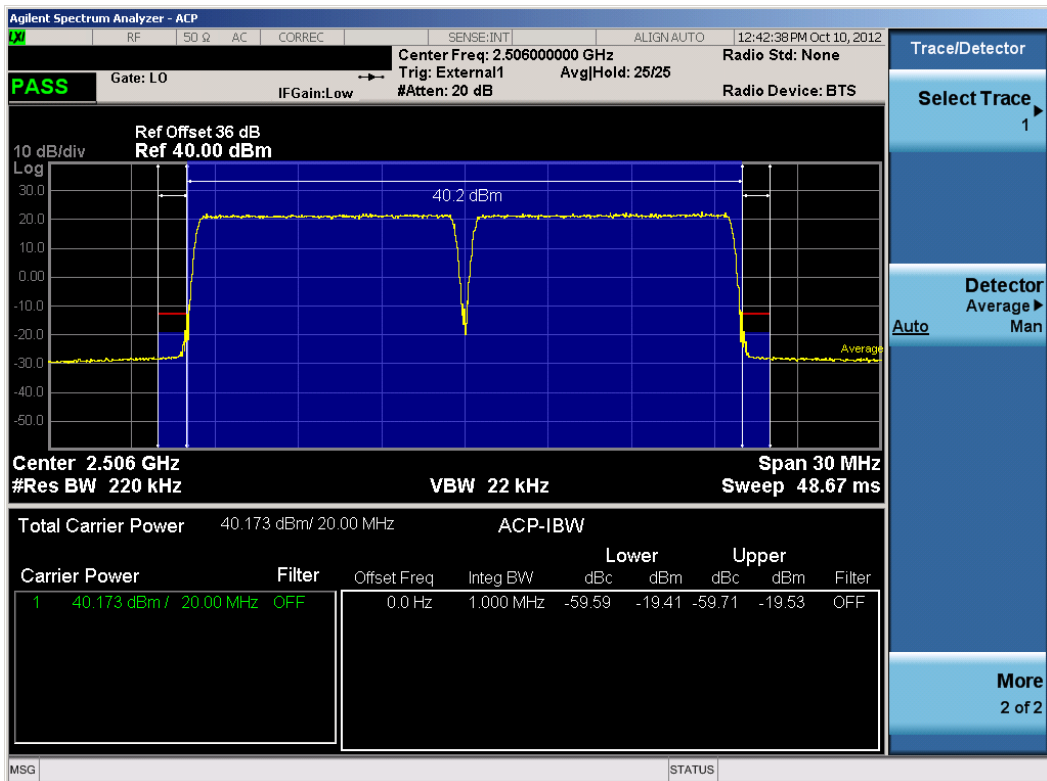 Agilent Spectrum Analyzer - ACP
LXI RF 50 Ω AC CORREC SENSE:INT ALIGN AUTO 12:42:38 PM Oct 10, 2012
Center Freq: 2.506000000 GHz Radio Std: None
Gate: LO Trig: External1 Avg|Hold: 25/25
PASS IFGain:Low #Atten: 20 dB Radio Device: BTS
Ref Offset 36 dB
10 dB/div Ref 40.00 dBm
Log
30.0
40.2 dBm
20.0
10.0
0.00
-10.0
-20.0
Average
-30.0
-40.0
-50.0
Center 2.506 GHz Span 30 MHz
#Res BW 220 kHz VBW 22 kHz Sweep 48.67 ms
Total Carrier Power 40.173 dBm/ 20.00 MHz ACP-IBW
Lower Upper
Carrier Power Filter Offset Freq Integ BW dBc dBm dBc dBm Filter
1 40.173 dBm / 20.00 MHz OFF 0.0 Hz 1.000 MHz -59.59 -19.41 -59.71 -19.53 OFF
MSG STATUS
Trace/Detector
Select Trace
1
Detector
Average
Auto Man
More
2 of 2